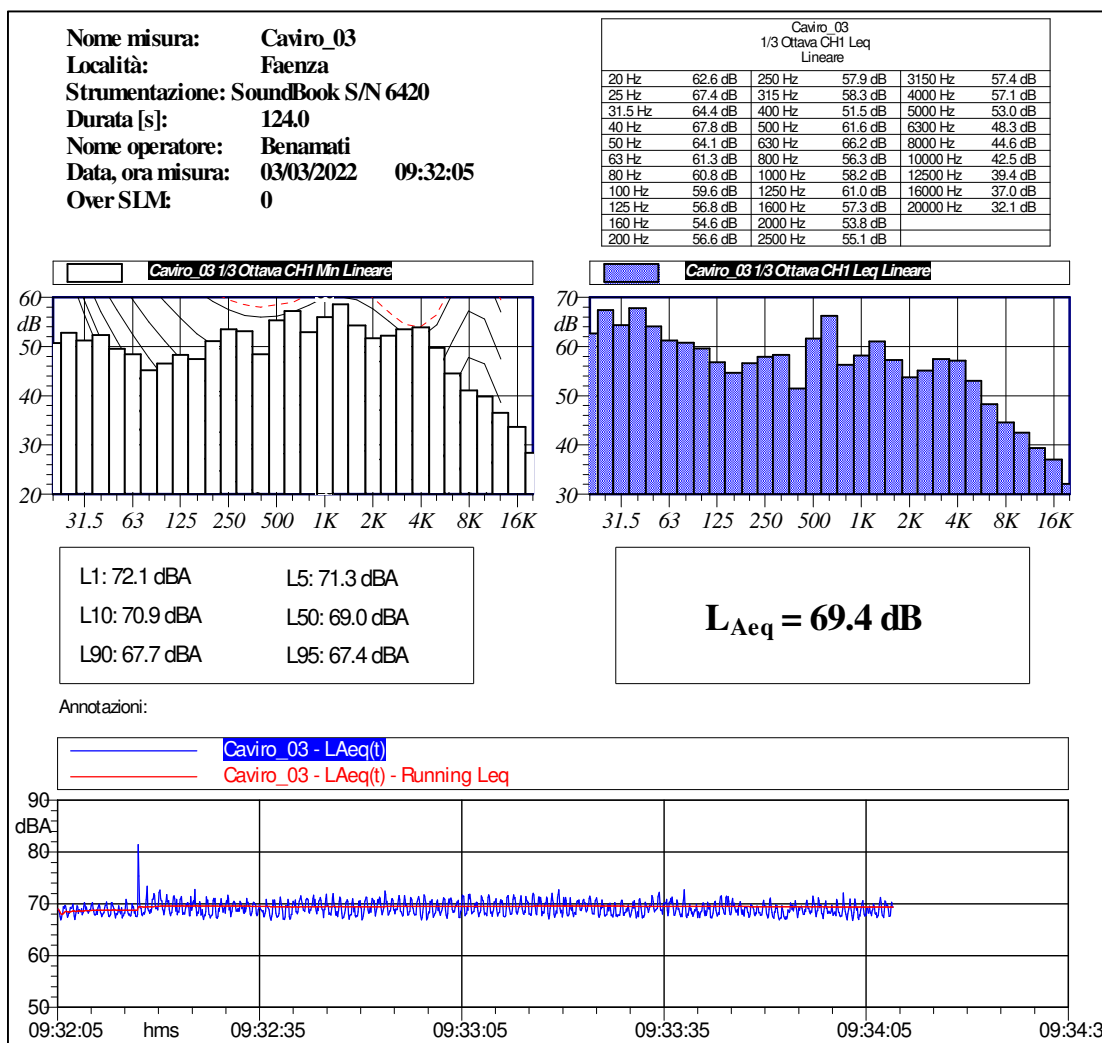 Nome misura: Caviro_03
Località: Faenza
Strumentazione: SoundBook S/N 6420
Durata [s]: 124.0
Nome operatore: Benamati
Data, ora misura: 03/03/2022 09:32:05
Over SLM: 0
Caviro_03
1/3 Ottava CH1 Leq
Lineare
20 Hz 62.6 dB 250 Hz 57.9 dB 3150 Hz 57.4 dB
25 Hz 67.4 dB 315 Hz 58.3 dB 4000 Hz 57.1 dB
31.5 Hz 64.4 dB 400 Hz 51.5 dB 5000 Hz 53.0 dB
40 Hz 67.8 dB 500 Hz 61.6 dB 6300 Hz 48.3 dB
50 Hz 64.1 dB 630 Hz 66.2 dB 8000 Hz 44.6 dB
63 Hz 61.3 dB 800 Hz 56.3 dB 10000 Hz 42.5 dB
80 Hz 60.8 dB 1000 Hz 58.2 dB 12500 Hz 39.4 dB
100 Hz 59.6 dB 1250 Hz 61.0 dB 16000 Hz 37.0 dB
125 Hz 56.8 dB 1600 Hz 57.3 dB 20000 Hz 32.1 dB
160 Hz 54.6 dB 2000 Hz 53.8 dB
200 Hz 56.6 dB 2500 Hz 55.1 dB
Caviro_03 1/3 Ottava CH1 Min Lineare
60
dB
50
40
30
20
31.5 63 125 250 500 1K 2K 4K 8K 16K
Caviro_03 1/3 Ottava CH1 Leq Lineare
70
dB
60
50
40
30
31.5 63 125 250 500 1K 2K 4K 8K 16K
L1: 72.1 dBA L5: 71.3 dBA
L10: 70.9 dBA L50: 69.0 dBA
L90: 67.7 dBA L95: 67.4 dBA
LAeq = 69.4 dB
Annotazioni:
Caviro_03 - LAeq(t)
Caviro_03 - LAeq(t) - Running Leq
90
dBA
80
70
60
50
09:32:05 hms 09:32:35 09:33:05 09:33:35 09:34:05 09:34:3